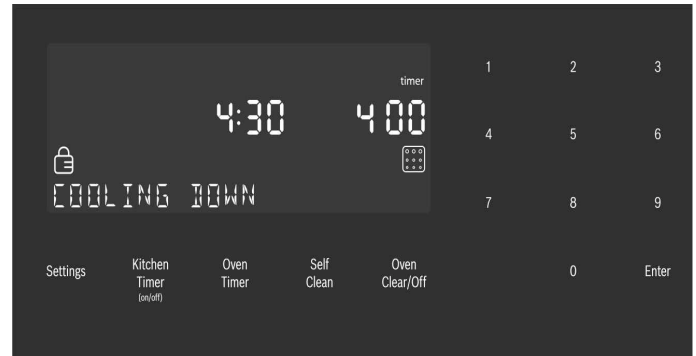 timer
4:30 400
COOLING DOWN
1 2 3
4 5 6
7 8 9
0 Enter
Settings
Kitchen
Timer
(on/off)
Oven
Timer
Self
Clean
Oven
Clear/Off